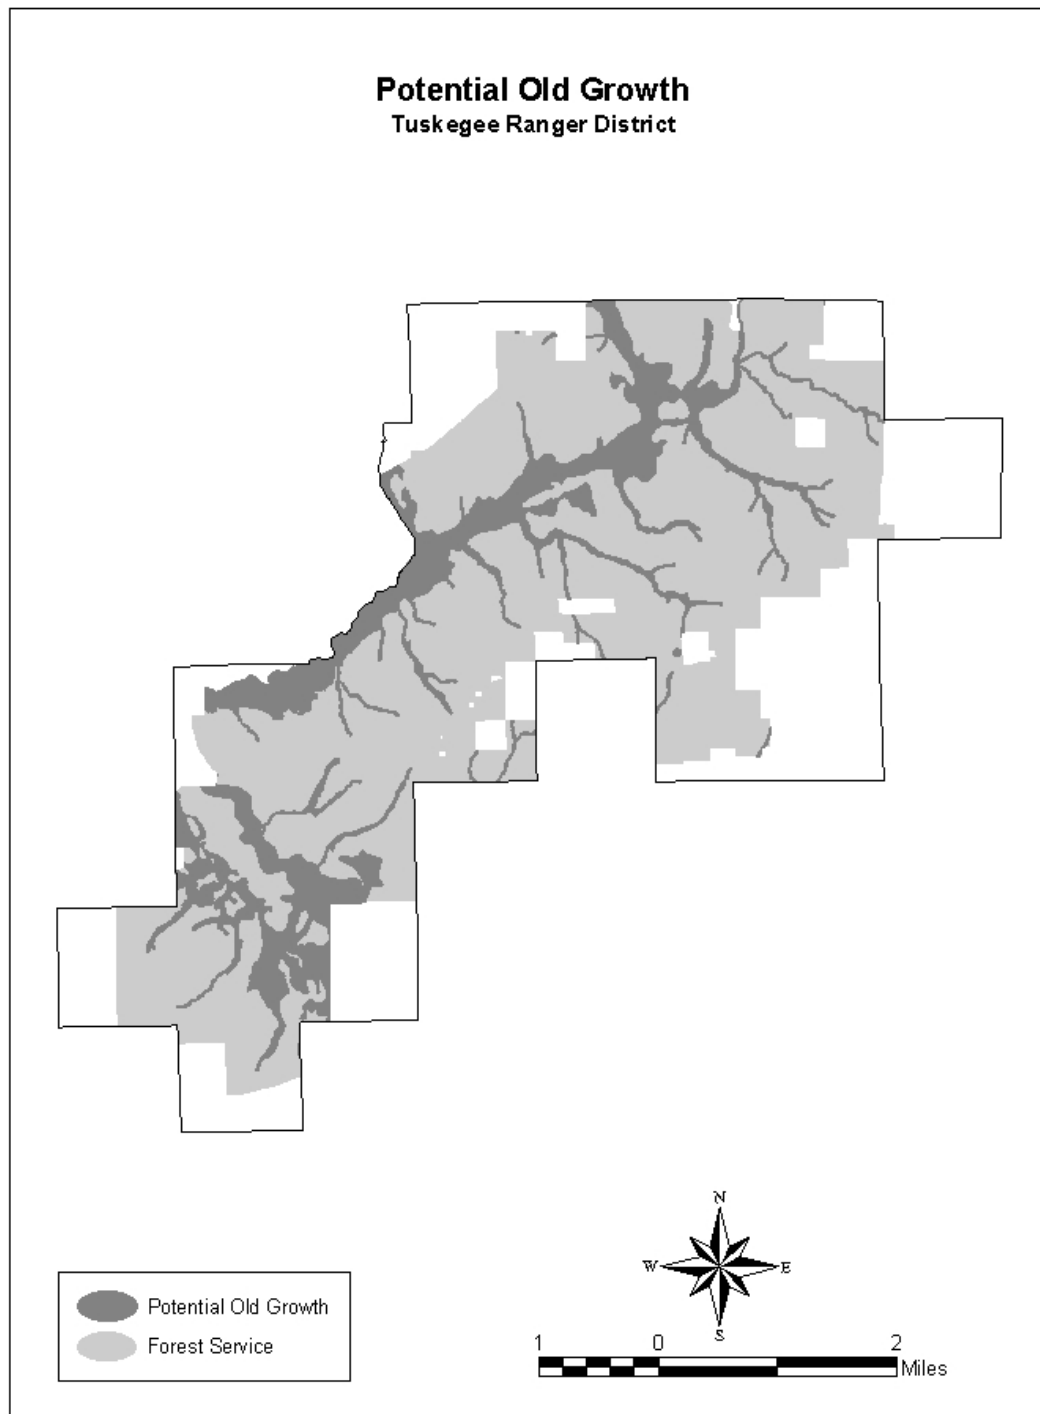 Potential Old Growth
Tuskegee Ranger District
N
W E
S
Potential Old Growth
Forest Service
1 0 2
Miles